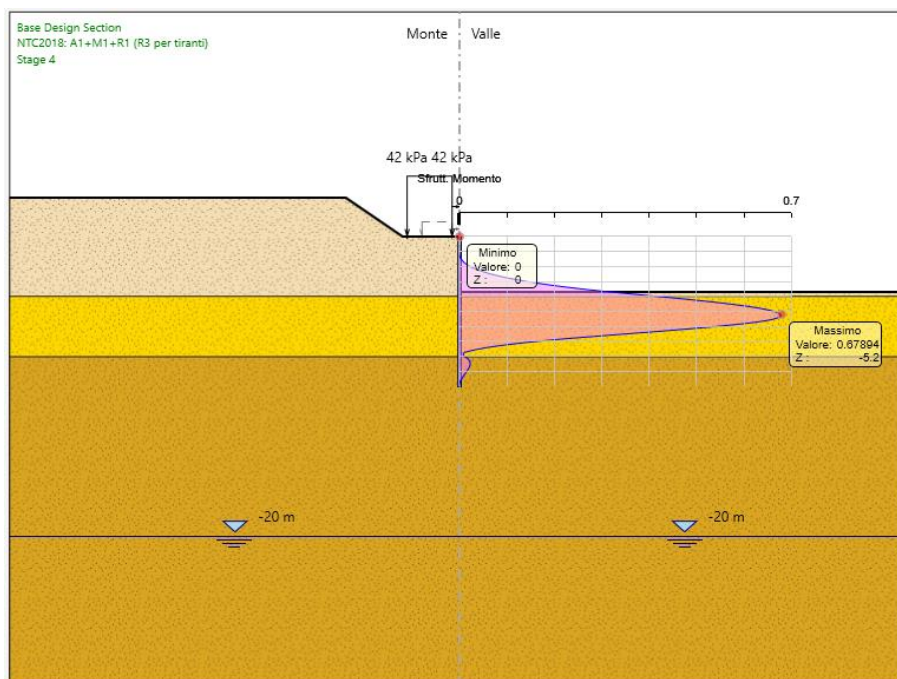 Base Design Section
NTC2018: A1+M1+R1 (R3 per tiranti)
Stage 4
Monte
Valle
42 kPa 42 kPa
Sfrutt. Momento
0
0.7
Minimo
Valore: 0
Z : 0
Massimo
Valore: 0.67894
Z : -5.2
-20 m
-20 m